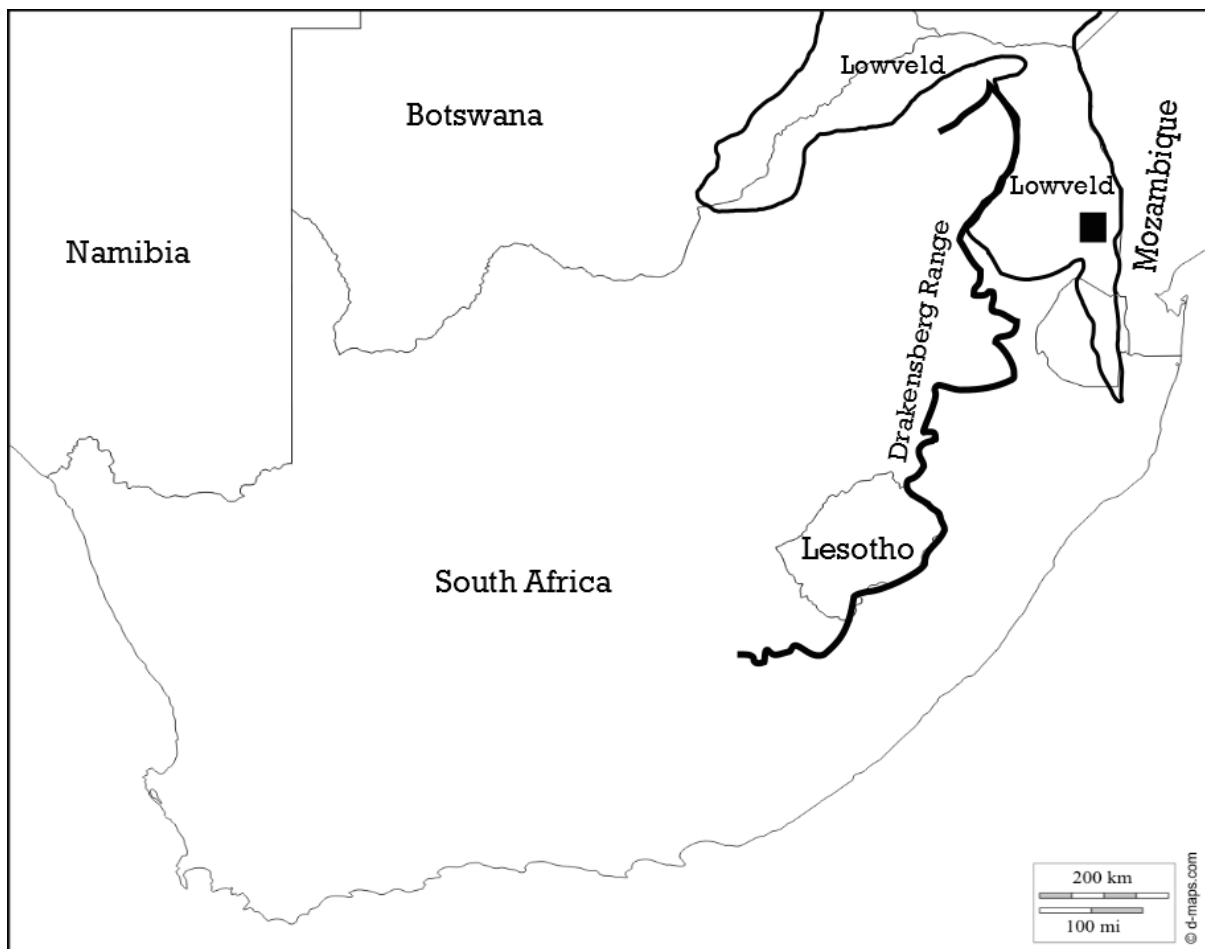 Lowveld
Botswana
Mozambique
Lowveld
Namibia
Drakensberg Range
Lesotho
South Africa
200 km
100 mi
© d-maps.com